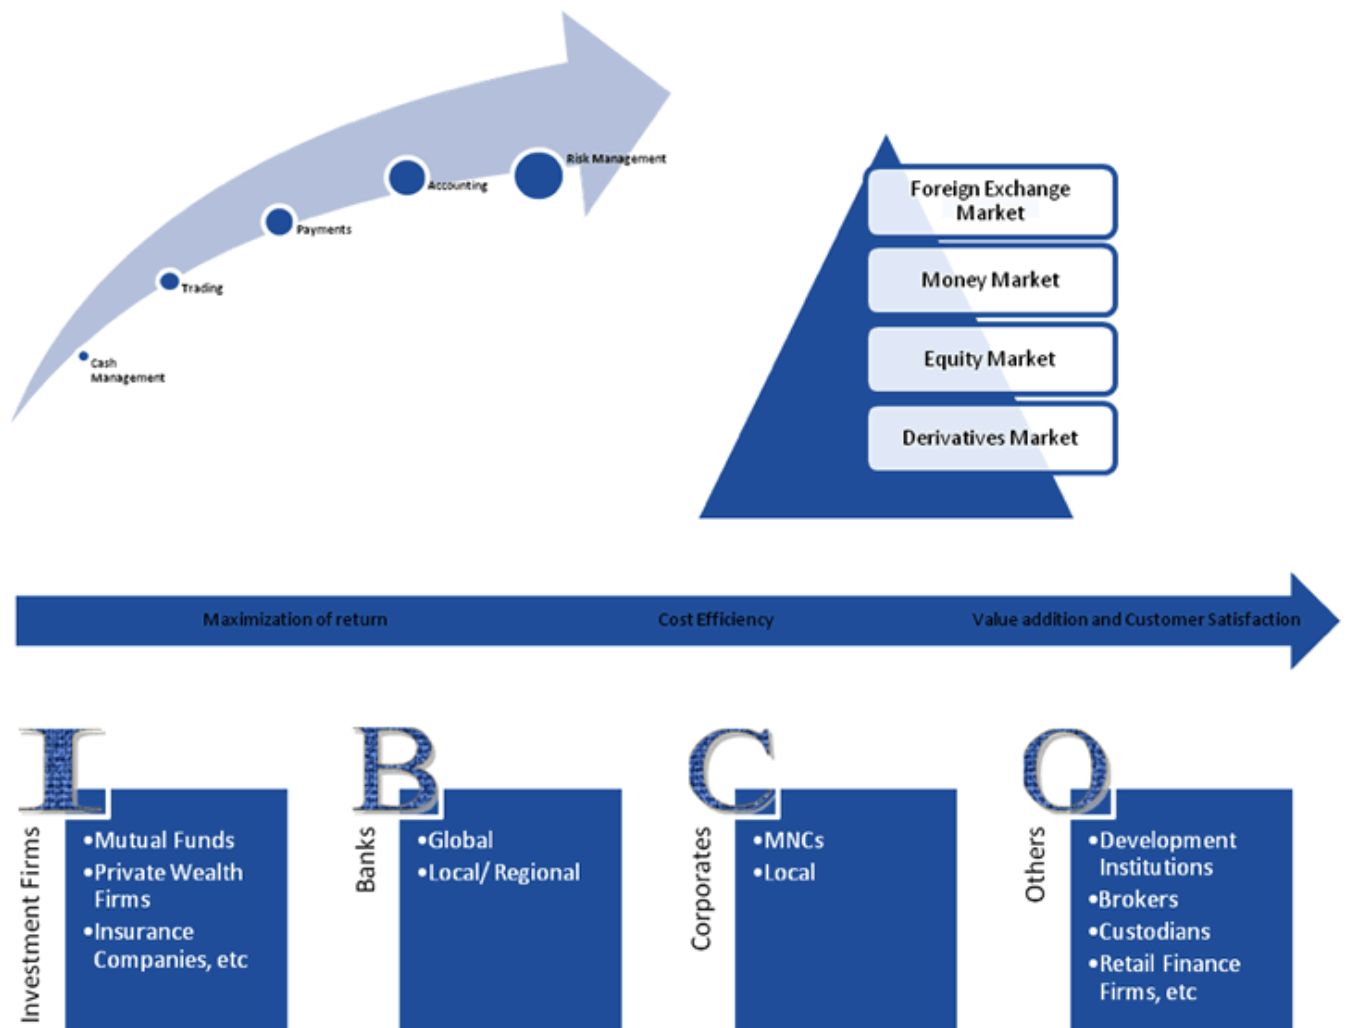 Risk Management
Accounting
Payments
Trading
Cash
Management
Foreign Exchange
Market
Money Market
Equity Market
Derivatives Market
Maximization of return
Cost Efficiency
Value addition and Customer Satisfaction
I
Investment Firms
•Mutual Funds
•Private Wealth
Firms
•Insurance
Companies, etc
B
Banks
•Global
•Local/ Regional
C
Corporates
•MNCs
•Local
O
Others
•Development
Institutions
•Brokers
•Custodians
•Retail Finance
Firms, etc